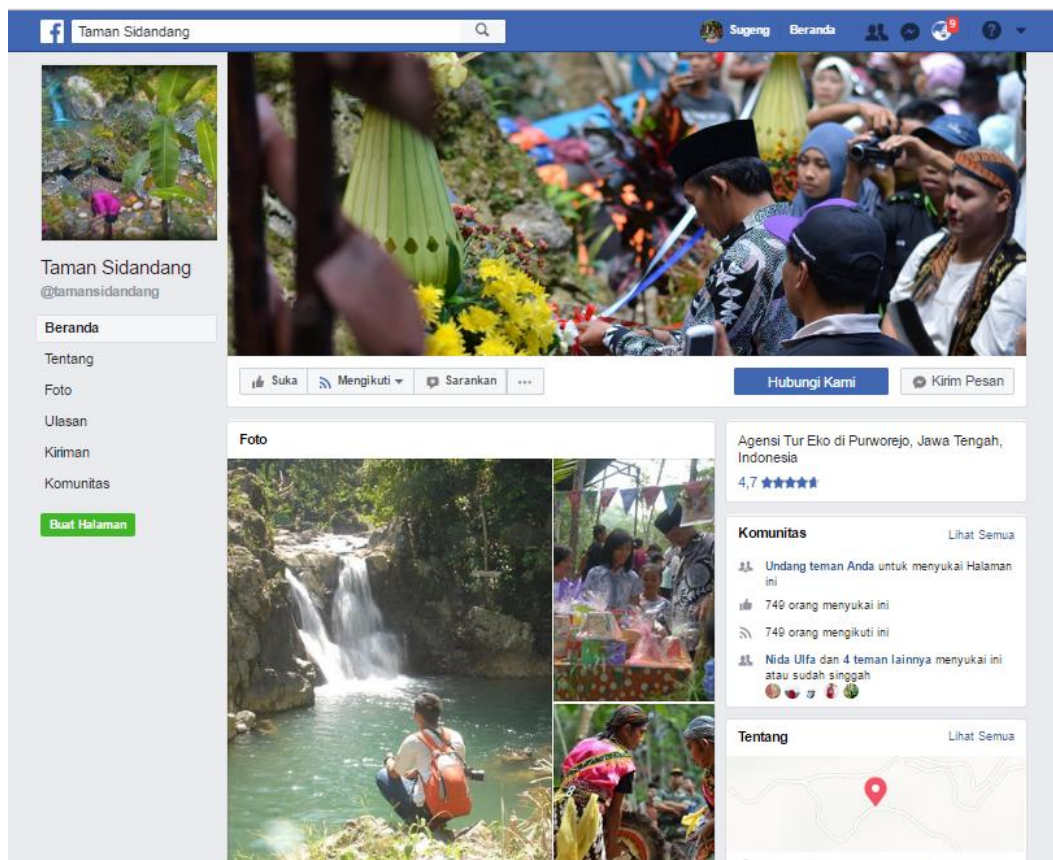 Taman Sidandang
Sugeng Beranda 9
Taman Sidandang
@tamansidandang
Beranda
Tentang
Foto
Ulasan
Kiriman
Komunitas
Buat Halaman
Suka Mengikuti Sarankan ...
Hubungi Kami Kirim Pesan
Foto
Agensi Tur Eko di Purworejo, Jawa Tengah,
Indonesia
4,7
Komunitas Lihat Semua
Undang teman Anda untuk menyukai Halaman
ini
749 orang menyukai ini
749 orang mengikuti ini
Nida Ulfa dan 4 teman lainnya menyukai ini
atau sudah singgah
Tentang Lihat Semua